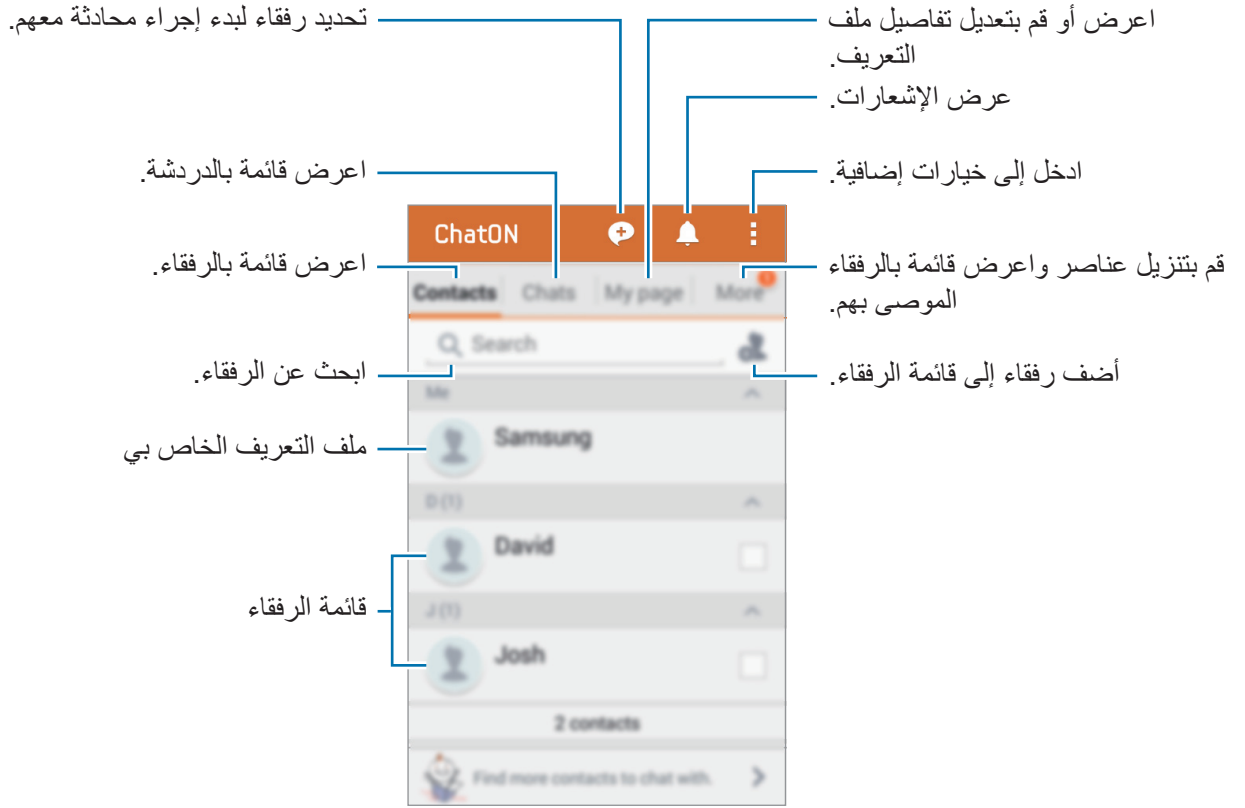 تحديد رفقاء لبدء إجراء محادثة معهم.
اعرض أو قم بتعديل تفاصيل ملف
التعريف.
عرض الإشعارات.
اعرض قائمة بالدردشة.
ادخل إلى خيارات إضافية.
ChatON
اعرض قائمة بالرفقاء.
قم بتنزيل عناصر واعرض قائمة بالرفقاء
الموصى بهم.
Contacts Chats My page More
Search
ابحث عن الرفقاء.
أضف رفقاء إلى قائمة الرفقاء.
Me
ملف التعريف الخاص بي
Samsung
D (1)
David
قائمة الرفقاء
J (1)
Josh
2 contacts
Find more contacts to chat with.